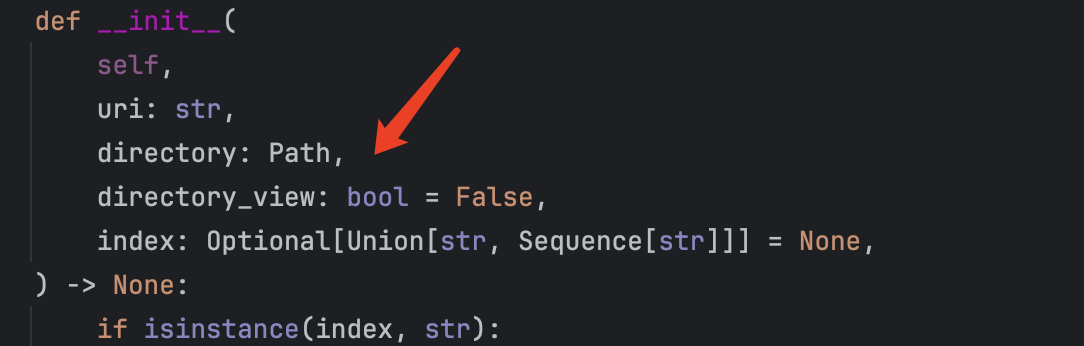 def __init__(
self,
uri: str,
directory: Path,
directory_view: bool = False,
index: Optional[Union[str, Sequence[str]]] = None,
) -> None:
if isinstance(index, str):